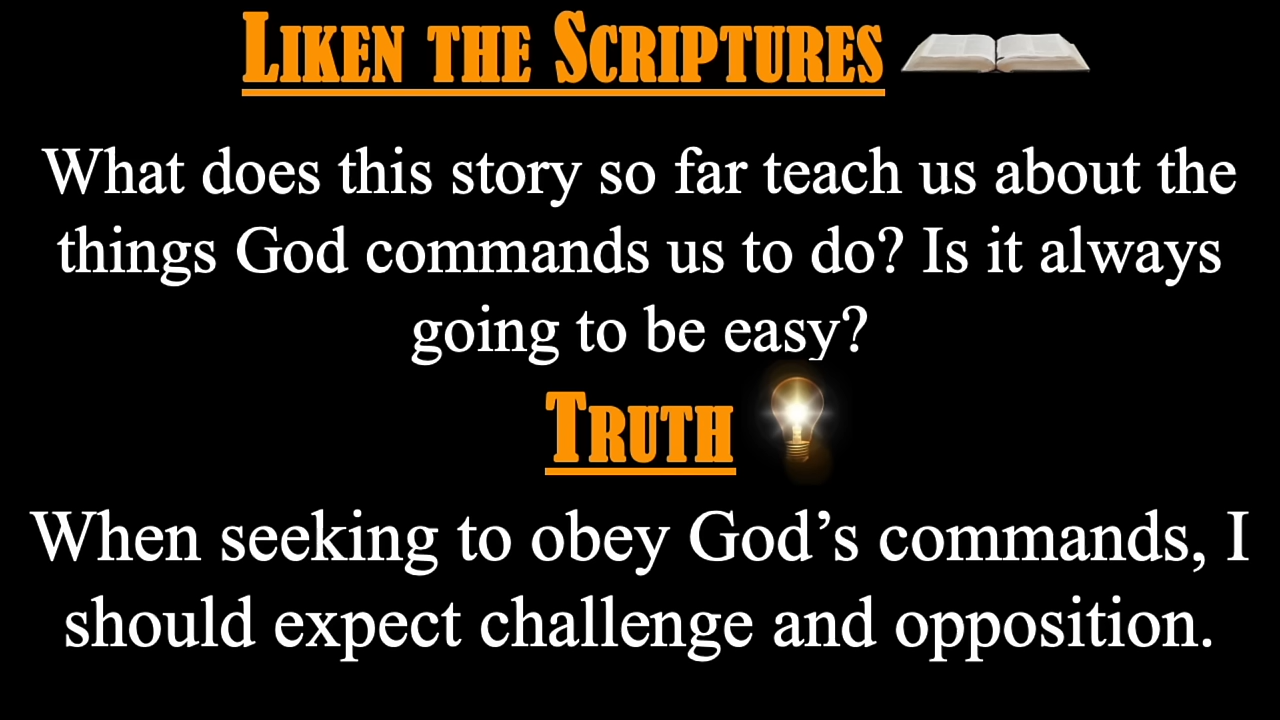 LIKEN THE SCRIPTURES
What does this story so far teach us about the
things God commands us to do? Is it always
going to be easy?
TRUTH
When seeking to obey God’s commands, I
should expect challenge and opposition.